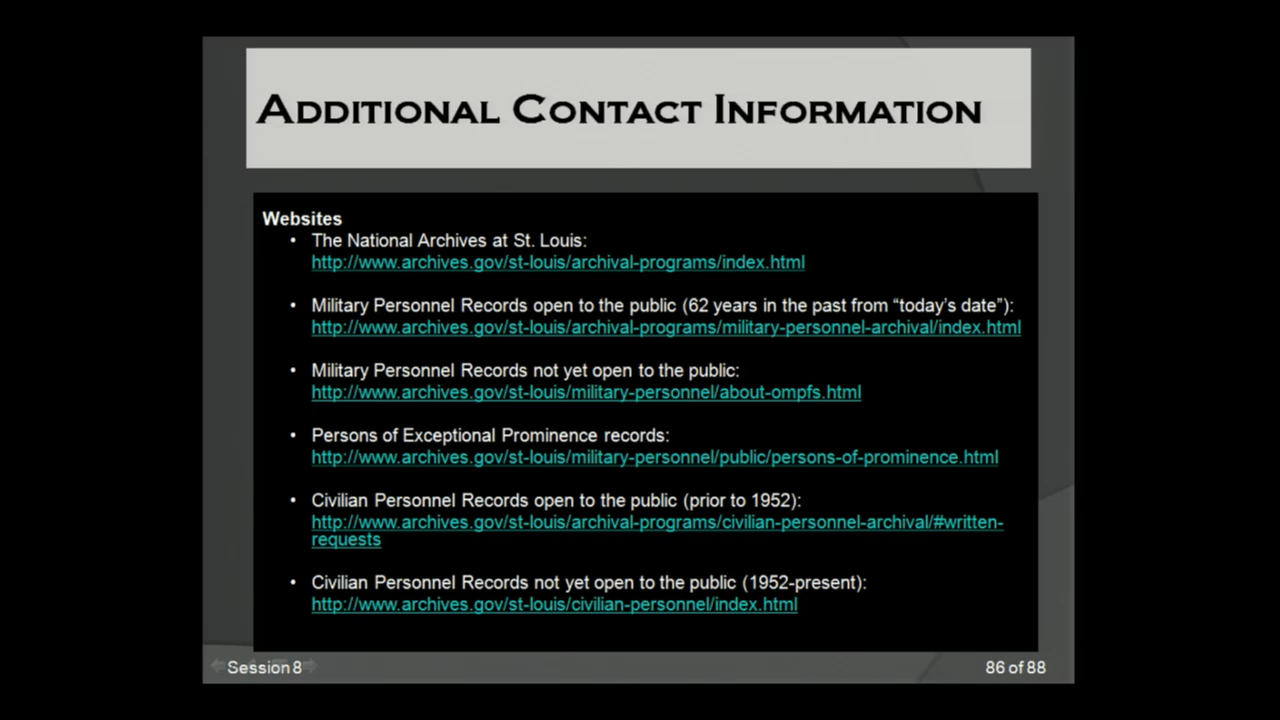 Additional Contact Information
Websites
• The National Archives at St. Louis:
http://www.archives.gov/st-louis/archival-programs/index.html
• Military Personnel Records open to the public (62 years in the past from “today’s date”):
http://www.archives.gov/st-louis/archival-programs/military-personnel-archival/index.html
• Military Personnel Records not yet open to the public:
http://www.archives.gov/st-louis/military-personnel/about-ompfs.html
• Persons of Exceptional Prominence records:
http://www.archives.gov/st-louis/military-personnel/public/persons-of-prominence.html
• Civilian Personnel Records open to the public (prior to 1952):
http://www.archives.gov/st-louis/archival-programs/civilian-personnel-archival/#written-
requests
• Civilian Personnel Records not yet open to the public (1952-present):
http://www.archives.gov/st-louis/civilian-personnel/index.html
Session 8
86 of 88